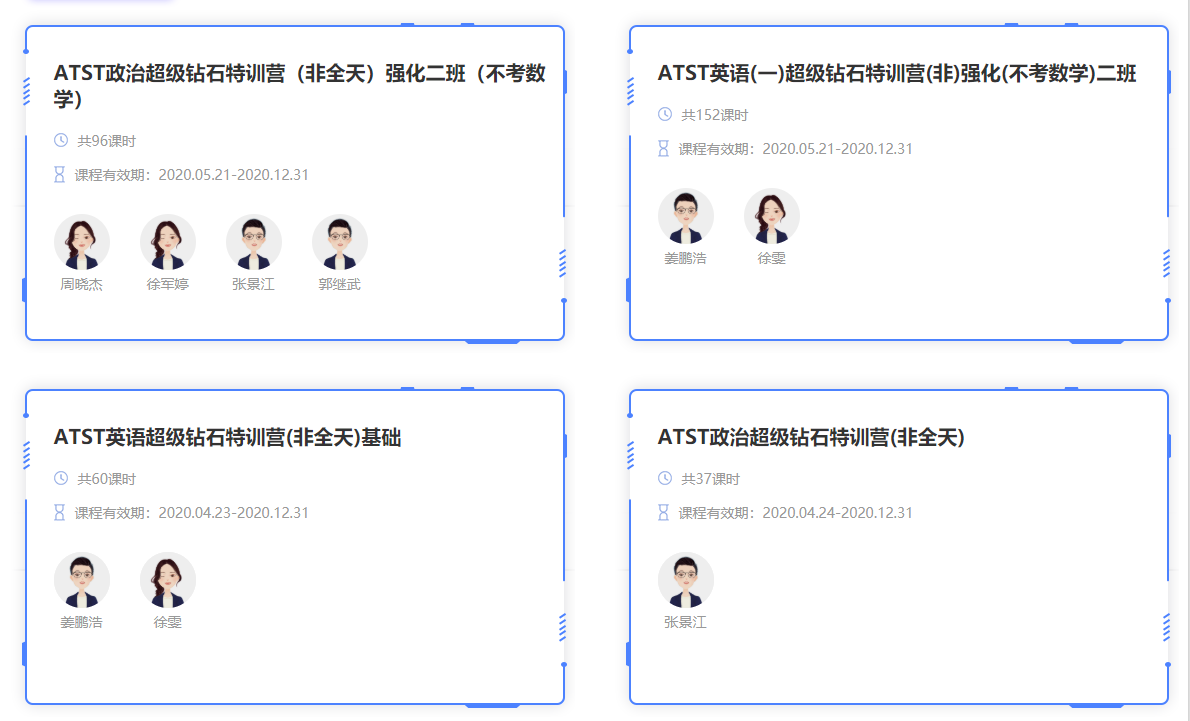 ATST政治超级钻石特训营（非全天）强化二班（不考数
学）
共96课时
课程有效期：2020.05.21-2020.12.31
周晓杰 徐军婷 张景江 郭继武
ATST英语(一)超级钻石特训营(非)强化(不考数学)二班
共152课时
课程有效期：2020.05.21-2020.12.31
姜鹏浩 徐雯
ATST英语超级钻石特训营(非全天)基础
共60课时
课程有效期：2020.04.23-2020.12.31
姜鹏浩 徐雯
ATST政治超级钻石特训营(非全天)
共37课时
课程有效期：2020.04.24-2020.12.31
张景江